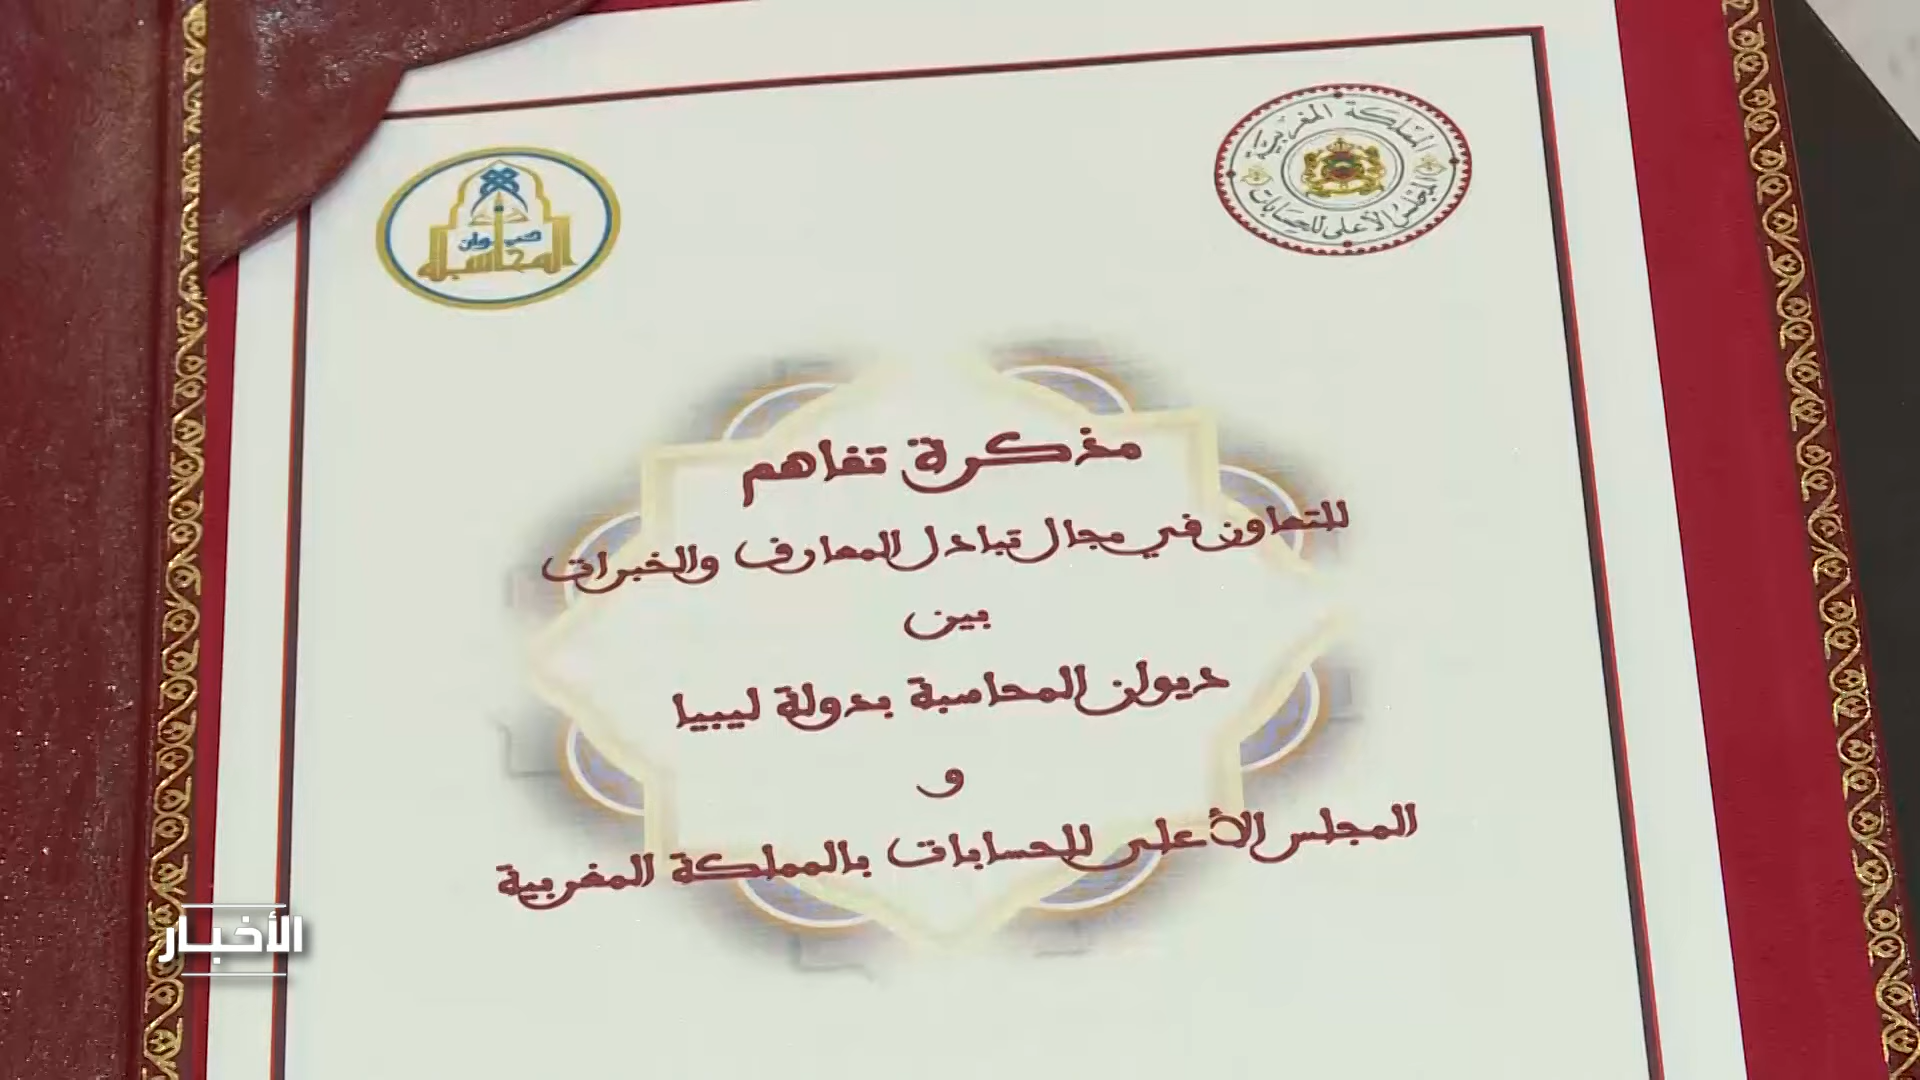 المملكة المغربية
المجلس الأعلى للحسابات
ديوان
المحاسبة
مذكرة تفاهم
للتعاون في مجال تبادل المعارف والخبرات
بين
ديوان المحاسبة بدولة ليبيا
و
المجلس الأعلى للحسابات بالمملكة المغربية
الأخبار